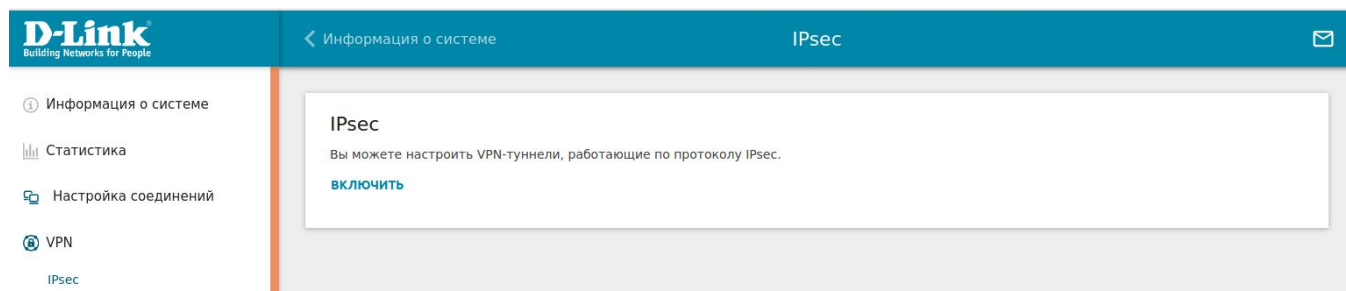 D-Link
Building Networks for People
Информация о системе
IPsec
Информация о системе
Статистика
Настройка соединений
VPN
IPsec
IPsec
Вы можете настроить VPN-туннели, работающие по протоколу IPsec.
ВКЛЮЧИТЬ